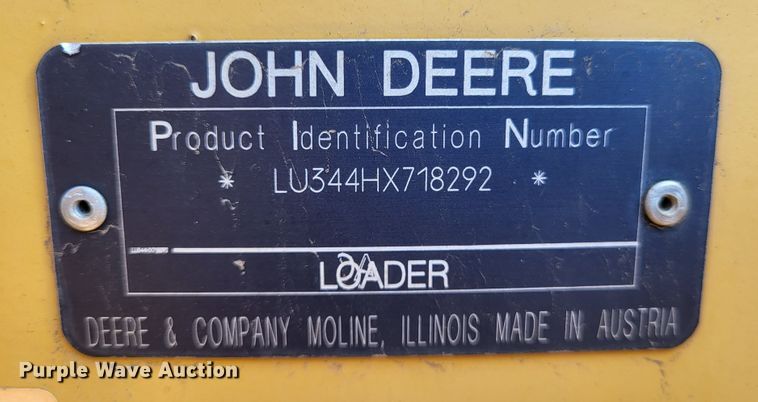 JOHN DEERE
Product Identification Number
* LU344HX718292 *
LOADER
DEERE & COMPANY MOLINE, ILLINOIS MADE IN AUSTRIA
Purple Wave Auction